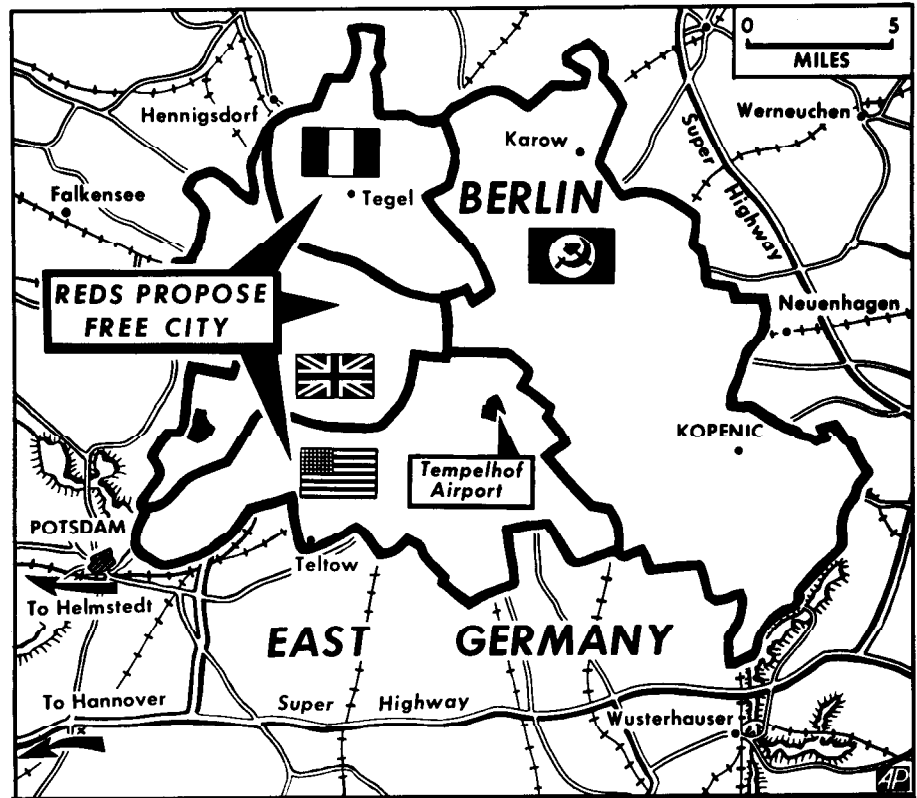 0 5
MILES
Hennigsdorf
Werneuchen
Karow
Super Highway
Falkensee
Tegel
BERLIN
REDS PROPOSE
FREE CITY
Neuenhagen
KOPENIC
Tempelhof
Airport
POTSDAM
Teltow
To Helmstedt
EAST GERMANY
To Hannover
Super Highway
Wusterhauser
AP